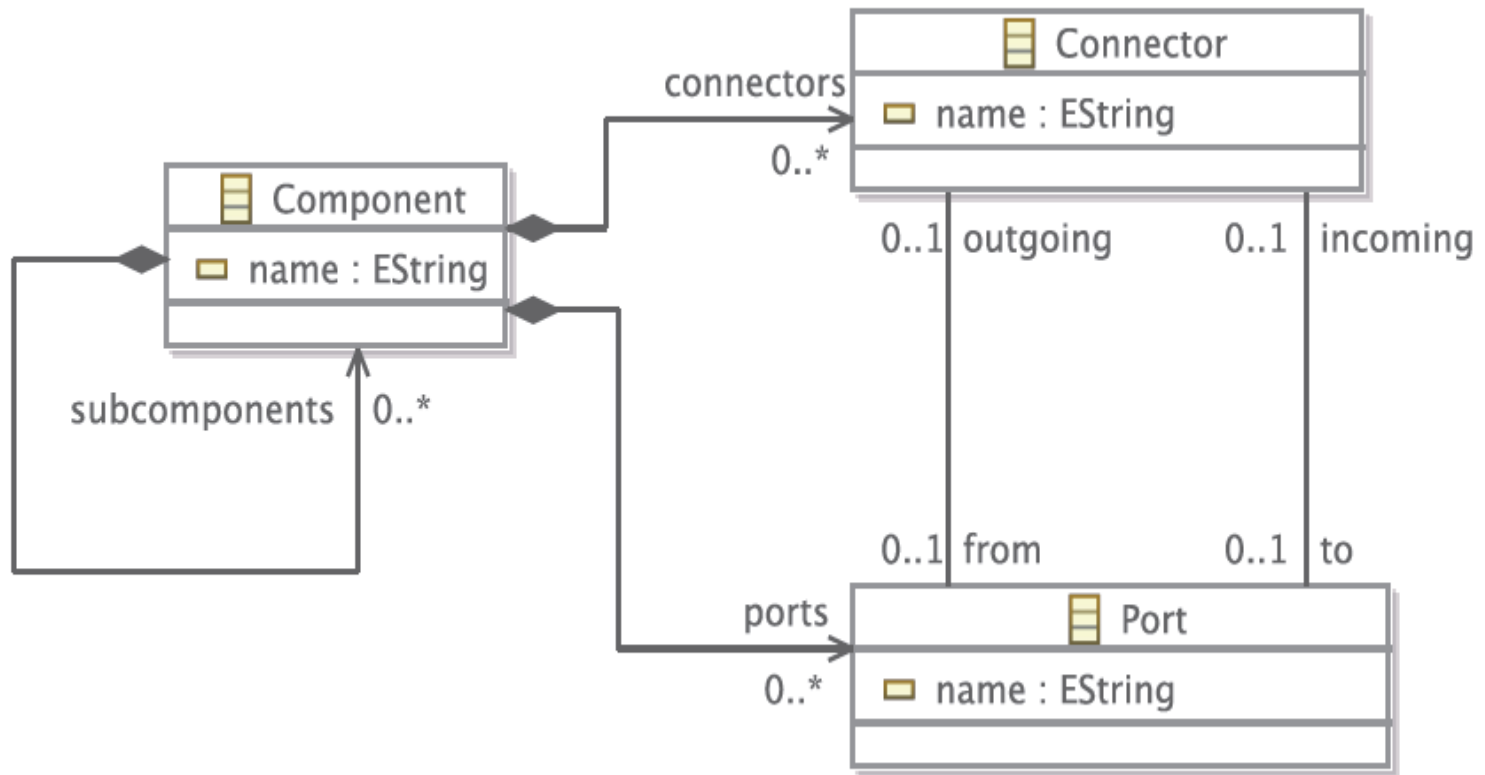 Connector
connectors
name : EString
0..*
Component
name : EString
0..1 outgoing
0..1 incoming
subcomponents 0..*
0..1 from
0..1 to
ports
Port
0..*
name : EString